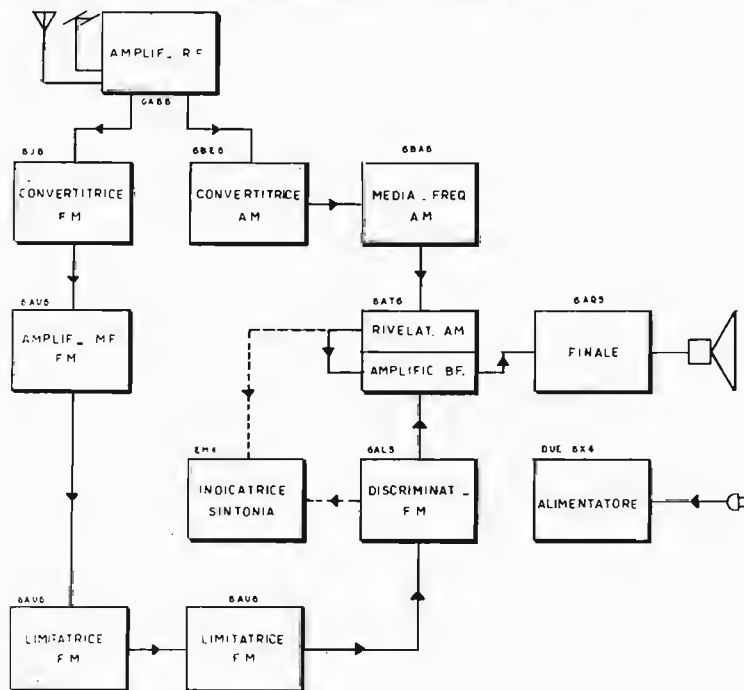 AMPLIF_ RF
6AB8
6J6
CONVERTITRICE
FM
6BE6
CONVERTITRICE
AM
6BA6
MEDIA_FREQ
AM
6AU6
AMPLIF_ MF
FM
6AT6
RIVELAT. AM
AMPLIFIC BF.
6AQ5
FINALE
EM4
INDICATRICE
SINTONIA
6AL5
DISCRIMINAT_
FM
DUE 6X4
ALIMENTATORE
6AU6
LIMITATRICE
FM
6AU6
LIMITATRICE
FM